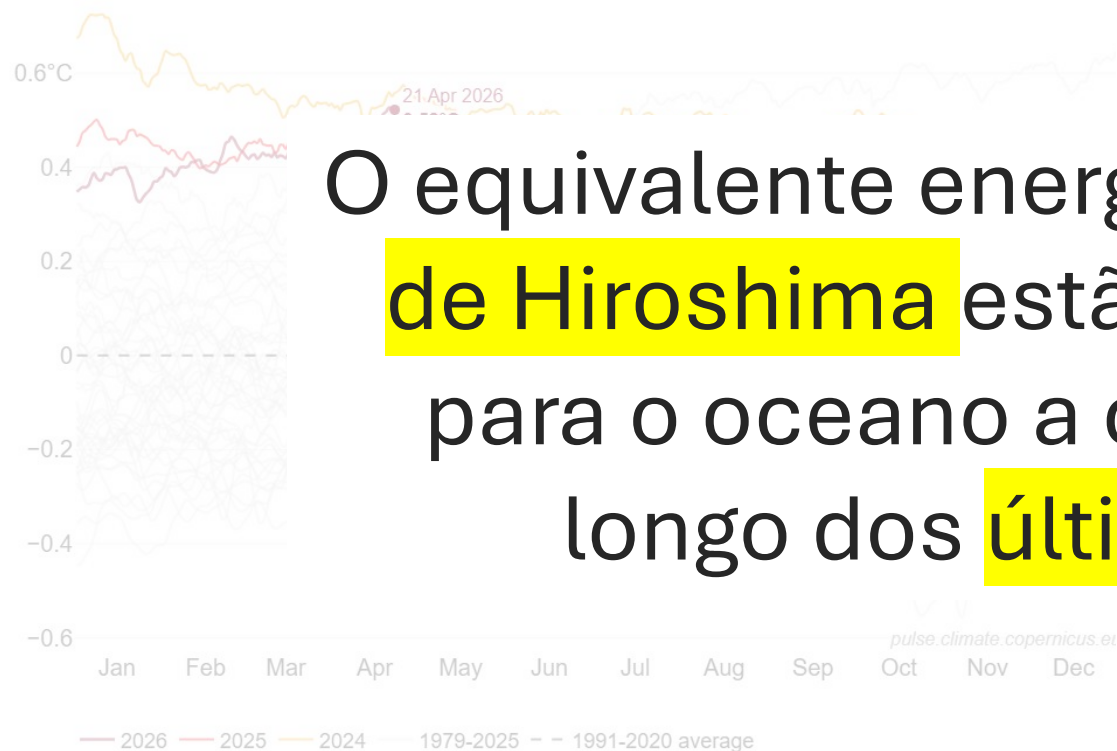 0.6°C
21 Apr 2026
0.4
O equivalente energ
0.2
de Hiroshima estã
0
para o oceano a
−0.2
longo dos últi
−0.4
−0.6
pulse.climate.copernicus.eu
Jan Feb Mar Apr May Jun Jul Aug Sep Oct Nov Dec
2026 2025 2024 1979-2025 1991-2020 average